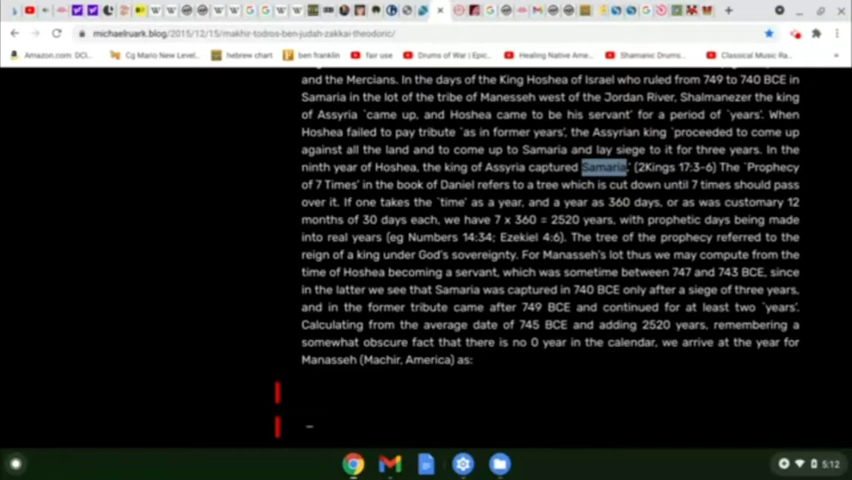 michaelruark.blog/2015/12/15/makhir-todros-ben-judah-zakkai-theodoric/
Amazon.com: DCI...
Cg Mario New Level...
hebrew chart
ben franklin
fair use
Drums of War | Epic...
Healing Native Ame...
Shamanic Drums...
Classical Music Ra...
and the Mercians. In the days of the King Hoshea of Israel who ruled from 749 to 740 BCE in
Samaria in the lot of the tribe of Manesseh west of the Jordan River, Shalmanezer the king
of Assyria `came up, and Hoshea came to be his servant' for a period of `years'. When
Hoshea failed to pay tribute `as in former years', the Assyrian king `proceeded to come up
against all the land and to come up to Samaria and lay siege to it for three years. In the
ninth year of Hoshea, the king of Assyria captured Samaria.' (2Kings 17:3-6) The `Prophecy
of 7 Times' in the book of Daniel refers to a tree which is cut down until 7 times should pass
over it. If one takes the `time' as a year, and a year as 360 days, or as was customary 12
months of 30 days each, we have 7 x 360 = 2520 years, with prophetic days being made
into real years (eg Numbers 14:34; Ezekiel 4:6). The tree of the prophecy referred to the
reign of a king under God's sovereignty. For Manasseh's lot thus we may compute from the
time of Hoshea becoming a servant, which was sometime between 747 and 743 BCE, since
in the latter we see that Samaria was captured in 740 BCE only after a siege of three years,
and in the former tribute came after 749 BCE and continued for at least two `years'.
Calculating from the average date of 745 BCE and adding 2520 years, remembering a
somewhat obscure fact that there is no 0 year in the calendar, we arrive at the year for
Manasseh (Machir, America) as:
–
5:12